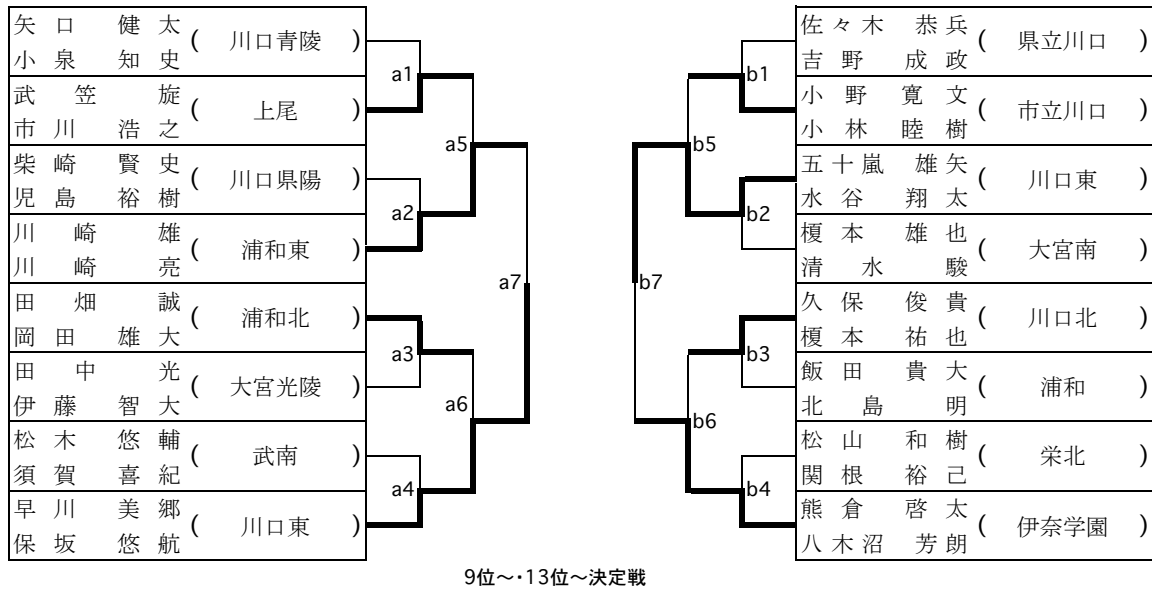 矢口 健太
小泉 知史
( 川口青陵 )
武笠 旋
市川 浩之
( 上尾 )
柴崎 賢史
児島 裕樹
( 川口県陽 )
川崎 雄
川崎 亮
( 浦和東 )
田畑 誠
岡田 雄大
( 浦和北 )
田中 光
伊藤 智大
( 大宮光陵 )
松木 悠輔
須賀 喜紀
( 武南 )
早川 美郷
保坂 悠航
( 川口東 )
a1
a2
a3
a4
a5
a6
a7
b7
b5
b6
b1
b2
b3
b4
佐々木 恭兵
吉野 成政
( 県立川口 )
小野 寛文
小林 睦樹
( 市立川口 )
五十嵐 雄矢
水谷 翔太
( 川口東 )
榎本 雄也
清水 駿
( 大宮南 )
久保 俊貴
榎本 祐也
( 川口北 )
飯田 貴大
北島 明
( 浦和 )
松山 和樹
関根 裕己
( 栄北 )
熊倉 啓太
八木沼 芳朗
( 伊奈学園 )
9位～・13位～決定戦